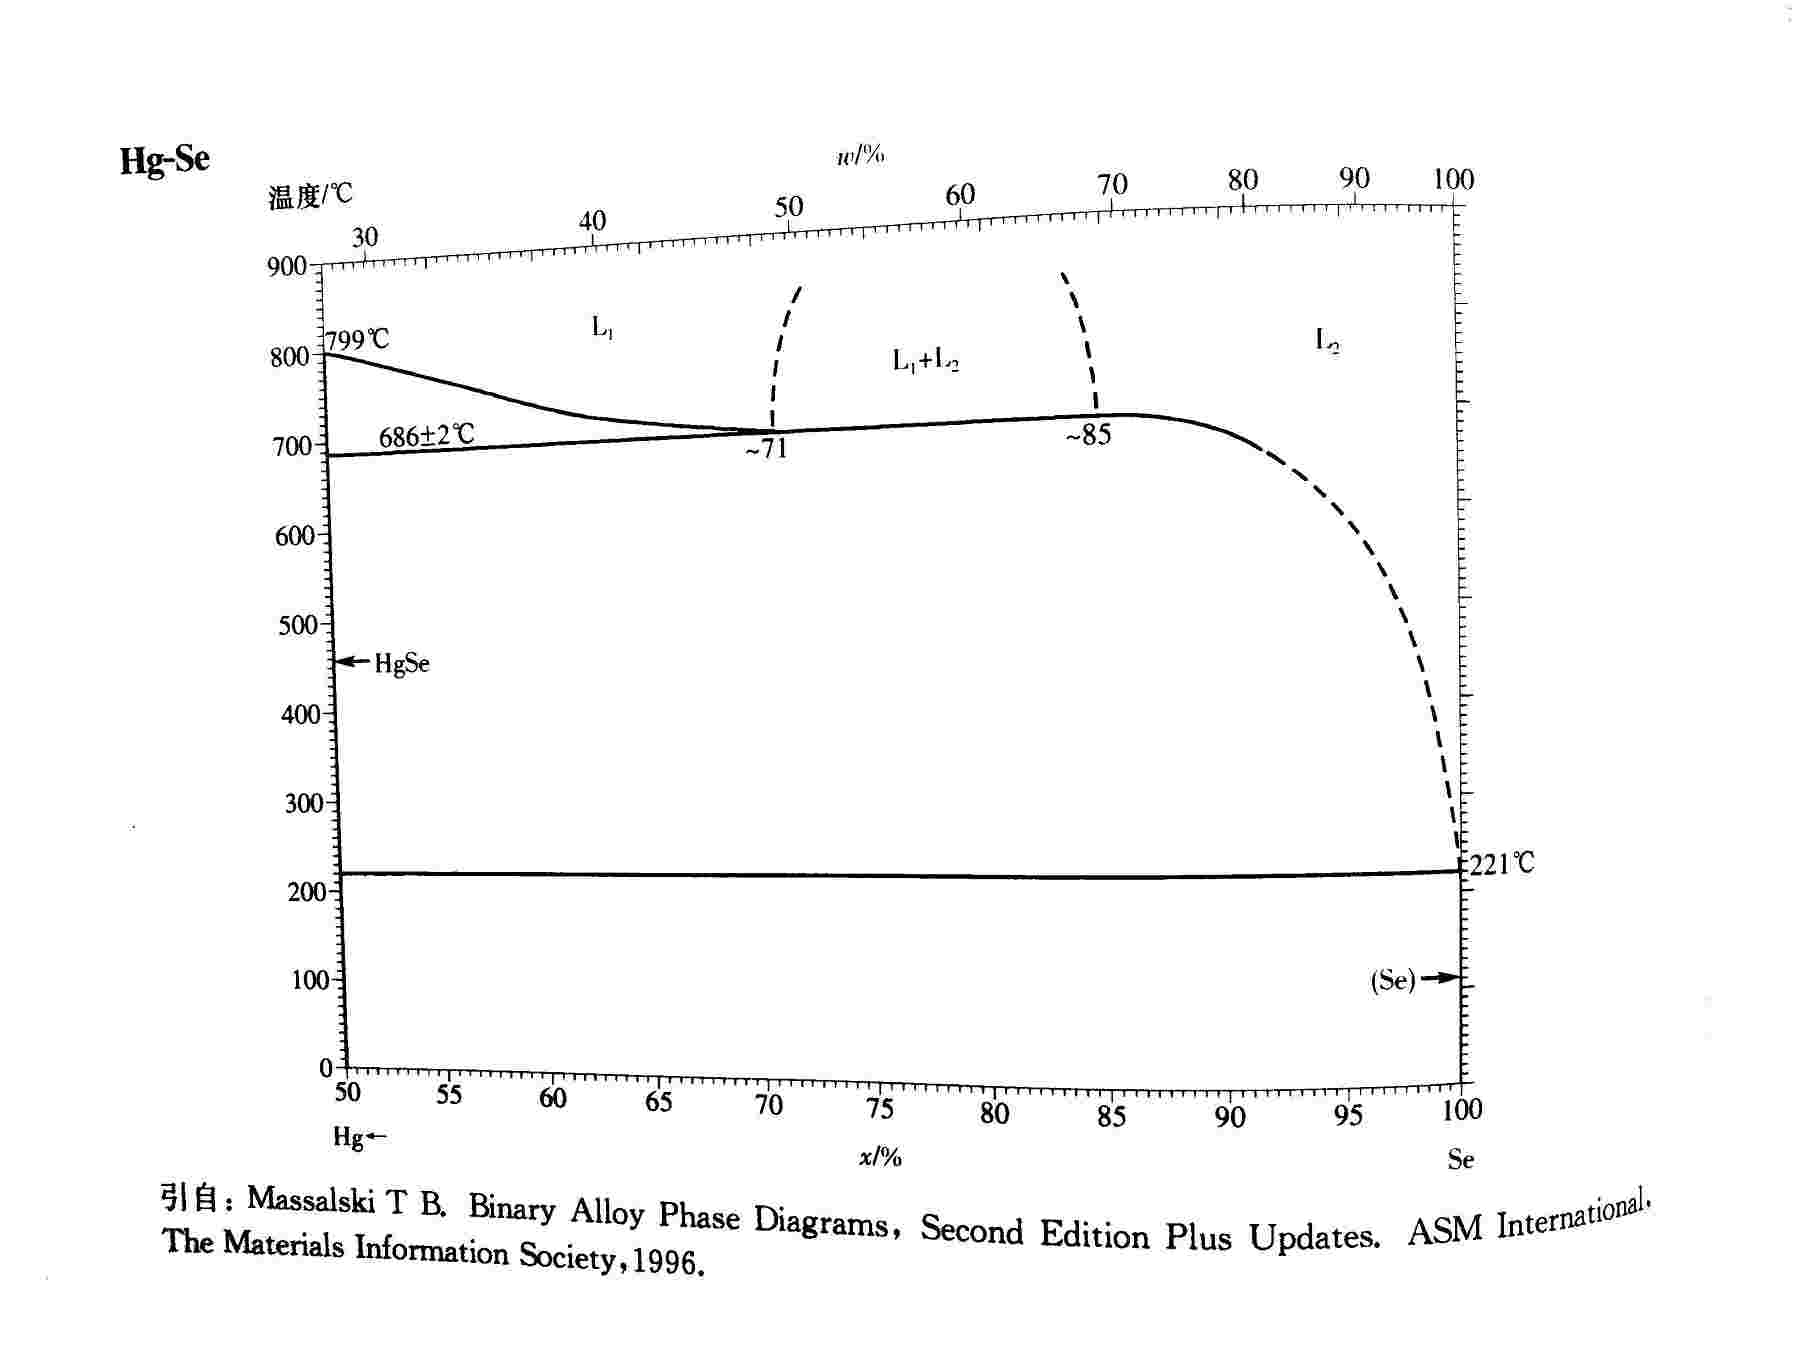 Hg-Se
w/%
温度/℃
30 40 50 60 70 80 90 100
900
799℃
L₁
L₁+L₂
L₂
800
686±2℃
700
~71
~85
600
500
HgSe
400
300
221℃
200
100
(Se)
0
50 55 60 65 70 75 80 85 90 95 100
Hg←
x/%
Se
引自：Massalski T B. Binary Alloy Phase Diagrams, Second Edition Plus Updates. ASM International.
The Materials Information Society,1996.